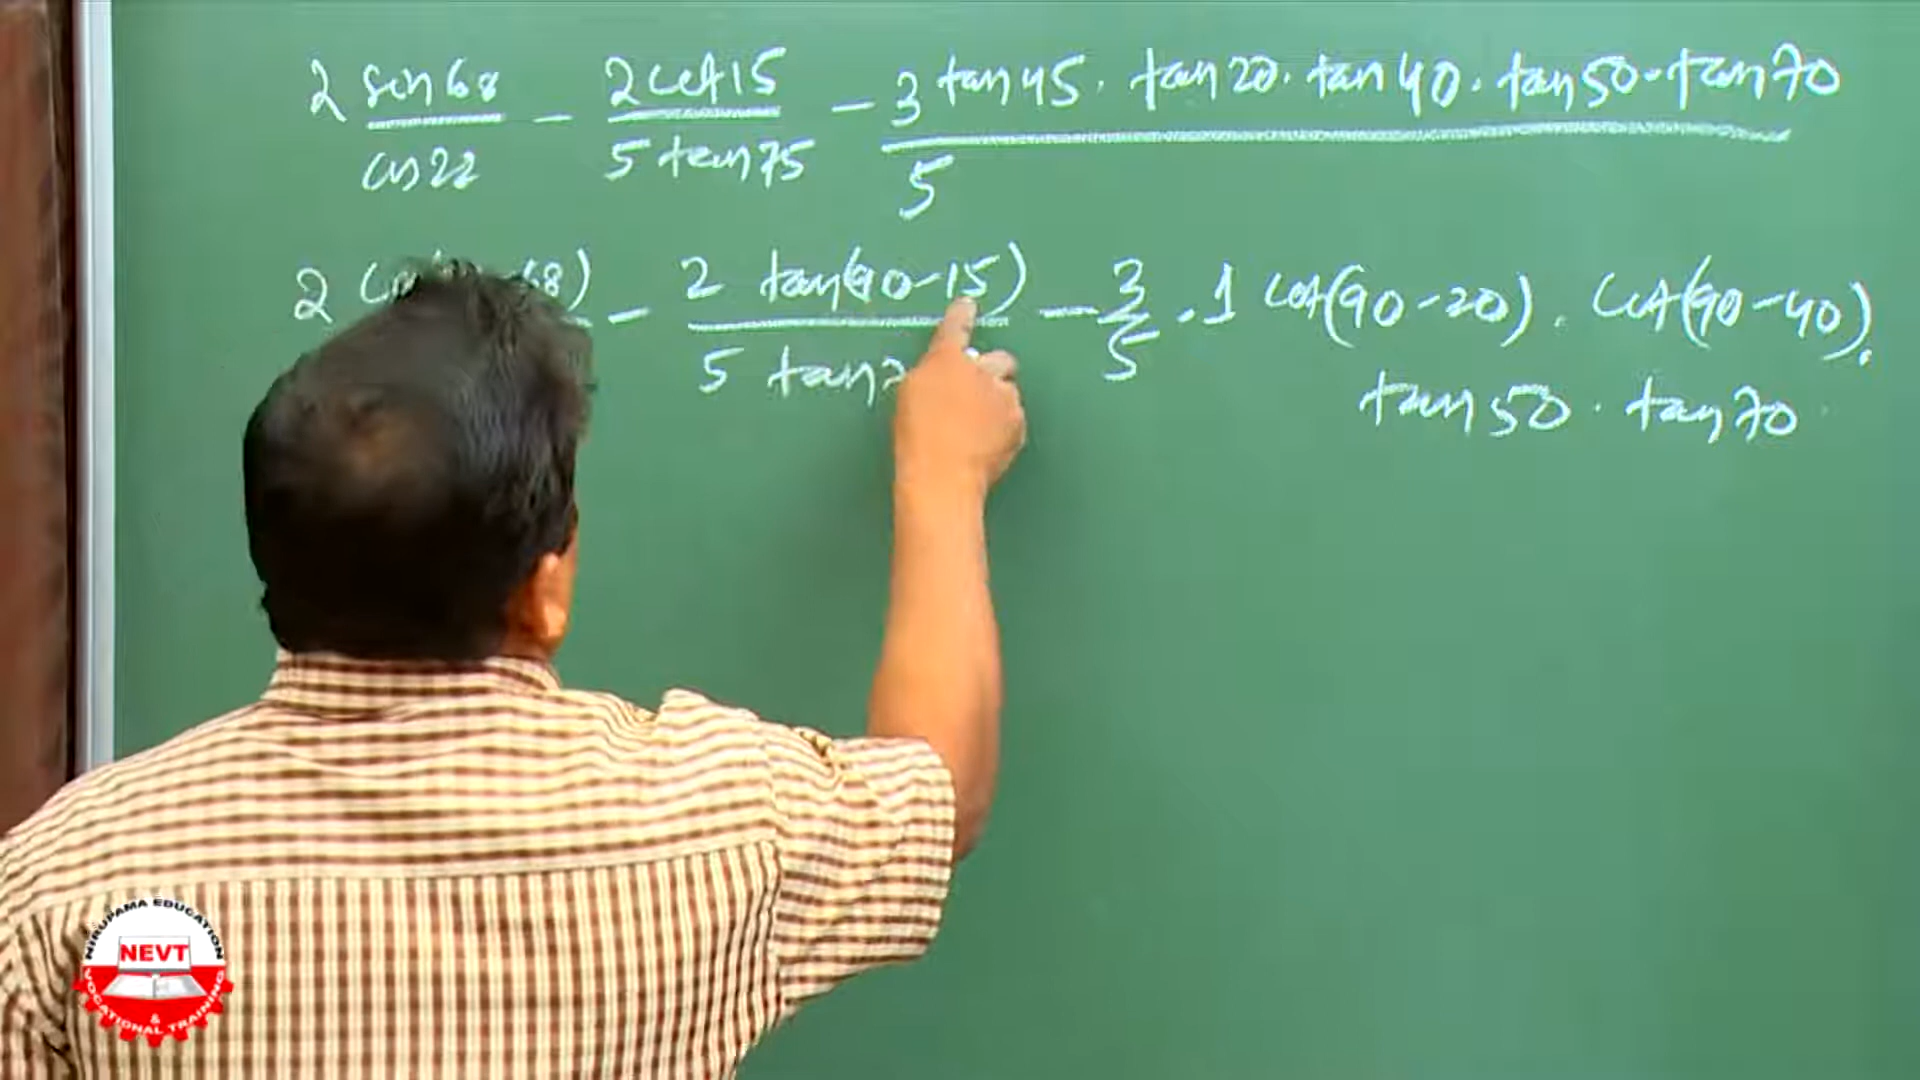 2 sin68 / cos22 - 2cot15 / 5 tan75 - 3 tan45. tan20. tan40. tan50. tan70 / 5
2 8) - 2 tan(90-15) / 5 tan - 3/5 . 1 cot(90-20). cot(90-40).
tan50. tan70.
NIRUPAMA EDUCATION
NEVT
& VOCATIONAL TRAINING